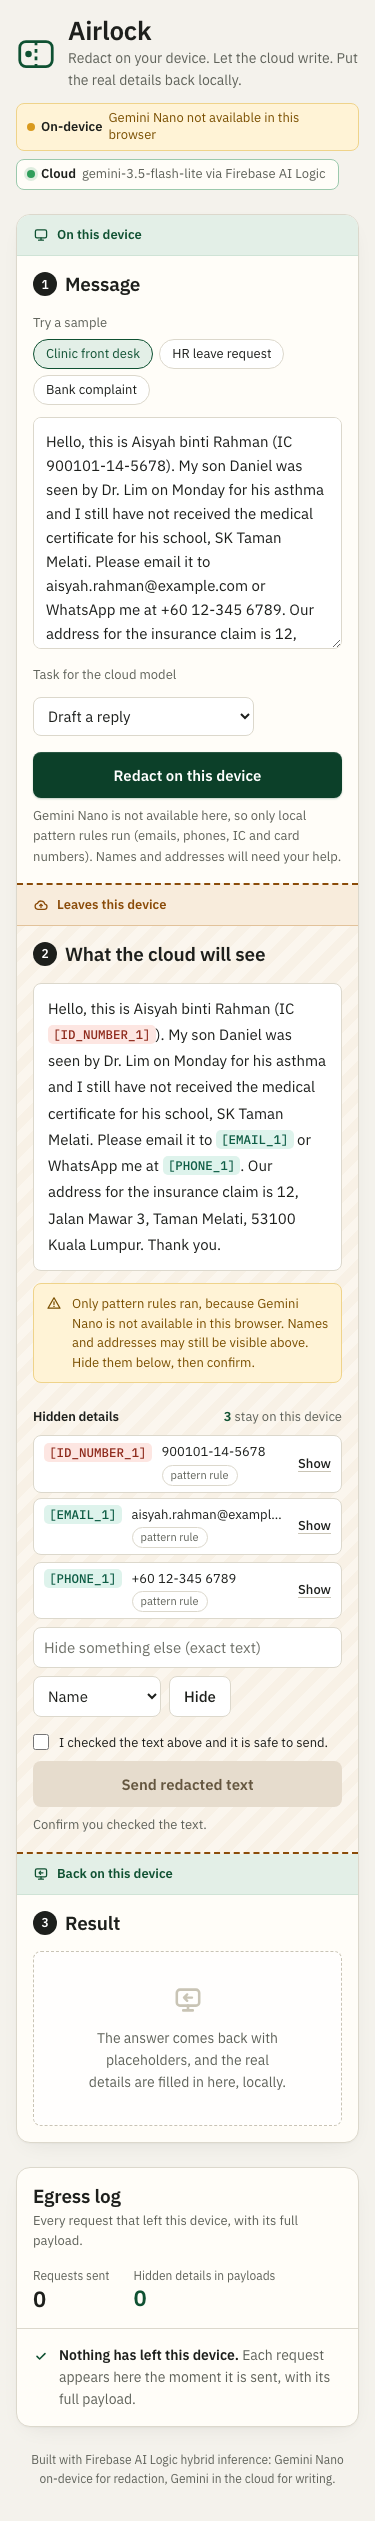 Airlock
Redact on your device. Let the cloud write. Put
the real details back locally.
On-device Gemini Nano not available in this
browser
Cloud gemini-3.5-flash-lite via Firebase AI Logic
On this device
1 Message
Try a sample
Clinic front desk HR leave request
Bank complaint
Hello, this is Aisyah binti Rahman (IC
900101-14-5678). My son Daniel was
seen by Dr. Lim on Monday for his asthma
and I still have not received the medical
certificate for his school, SK Taman
Melati. Please email it to
aisyah.rahman@example.com or
WhatsApp me at +60 12-345 6789. Our
address for the insurance claim is 12,
Task for the cloud model
Draft a reply
Redact on this device
Gemini Nano is not available here, so only local
pattern rules run (emails, phones, IC and card
numbers). Names and addresses will need your help.
Leaves this device
2 What the cloud will see
Hello, this is Aisyah binti Rahman (IC
[ID_NUMBER_1]). My son Daniel was
seen by Dr. Lim on Monday for his asthma
and I still have not received the medical
certificate for his school, SK Taman
Melati. Please email it to [EMAIL_1] or
WhatsApp me at [PHONE_1]. Our
address for the insurance claim is 12,
Jalan Mawar 3, Taman Melati, 53100
Kuala Lumpur. Thank you.
Only pattern rules ran, because Gemini
Nano is not available in this browser. Names
and addresses may still be visible above.
Hide them below, then confirm.
Hidden details 3 stay on this device
[ID_NUMBER_1] 900101-14-5678
pattern rule
Show
[EMAIL_1] aisyah.rahman@exampl...
pattern rule
Show
[PHONE_1] +60 12-345 6789
pattern rule
Show
Hide something else (exact text)
Name Hide
I checked the text above and it is safe to send.
Send redacted text
Confirm you checked the text.
Back on this device
3 Result
The answer comes back with
placeholders, and the real
details are filled in here, locally.
Egress log
Every request that left this device, with its full
payload.
Requests sent Hidden details in payloads
0 0
Nothing has left this device. Each request
appears here the moment it is sent, with its
full payload.
Built with Firebase AI Logic hybrid inference: Gemini Nano
on-device for redaction, Gemini in the cloud for writing.